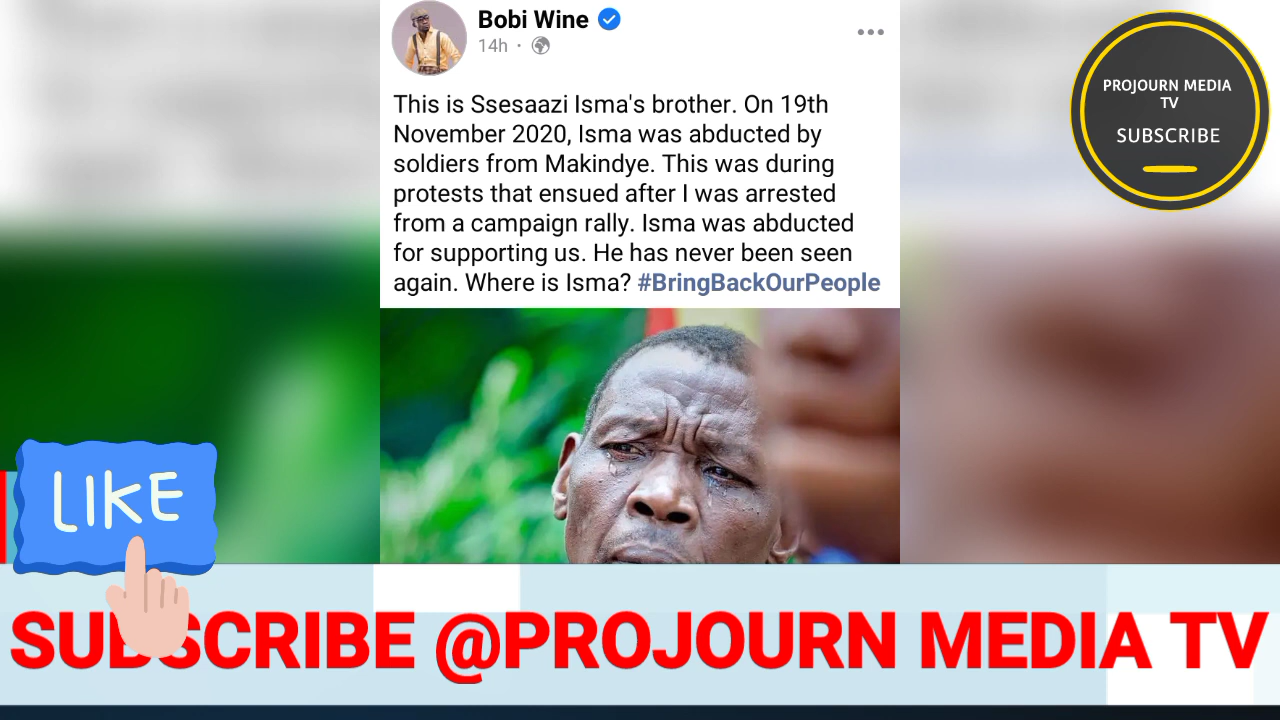 Bobi Wine
14h ·
This is Ssesaazi Isma's brother. On 19th
November 2020, Isma was abducted by
soldiers from Makindye. This was during
protests that ensued after I was arrested
from a campaign rally. Isma was abducted
for supporting us. He has never been seen
again. Where is Isma? #BringBackOurPeople
PROJOURN MEDIA
TV
SUBSCRIBE
LIKE
SUBSCRIBE @PROJOURN MEDIA TV